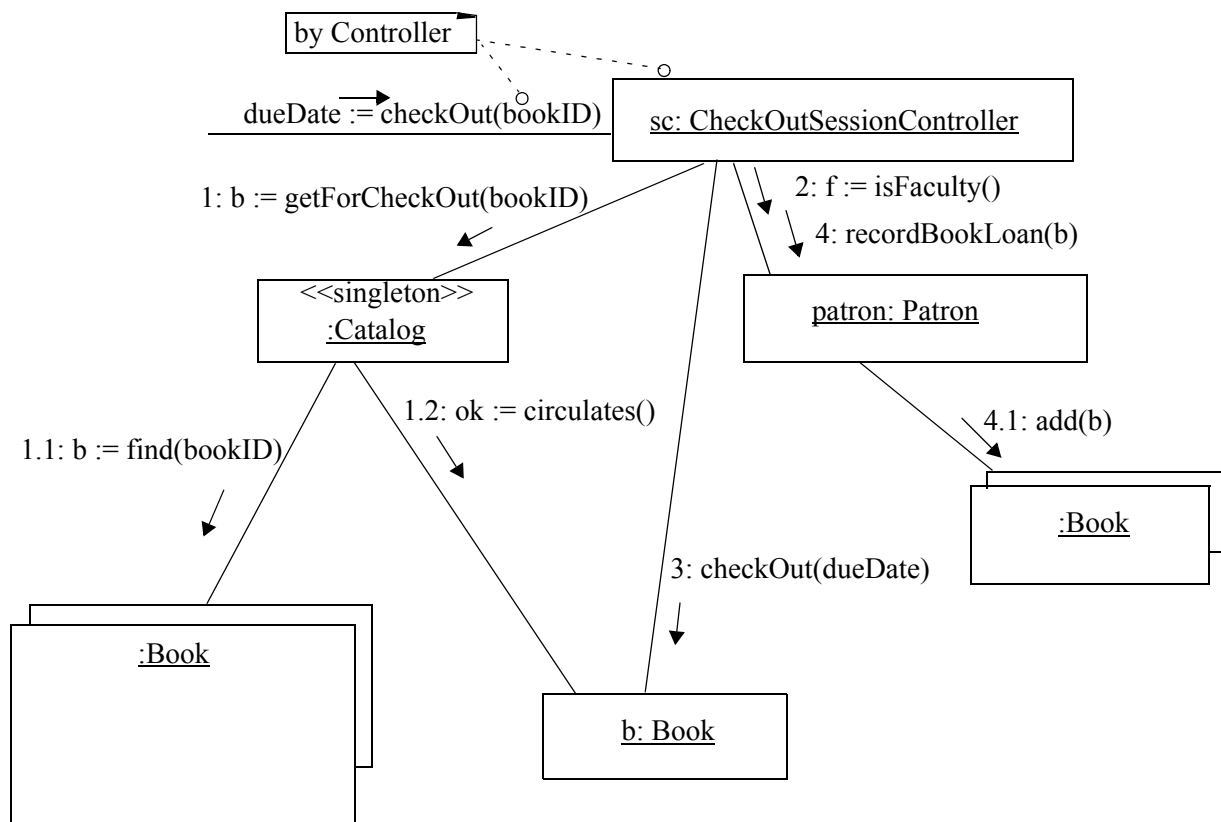 by Controller
dueDate := checkOut(bookID)
sc: CheckOutSessionController
1: b := getForCheckOut(bookID)
2: f := isFaculty()
4: recordBookLoan(b)
<<singleton>>
:Catalog
patron: Patron
1.1: b := find(bookID)
1.2: ok := circulates()
4.1: add(b)
:Book
3: checkOut(dueDate)
:Book
b: Book